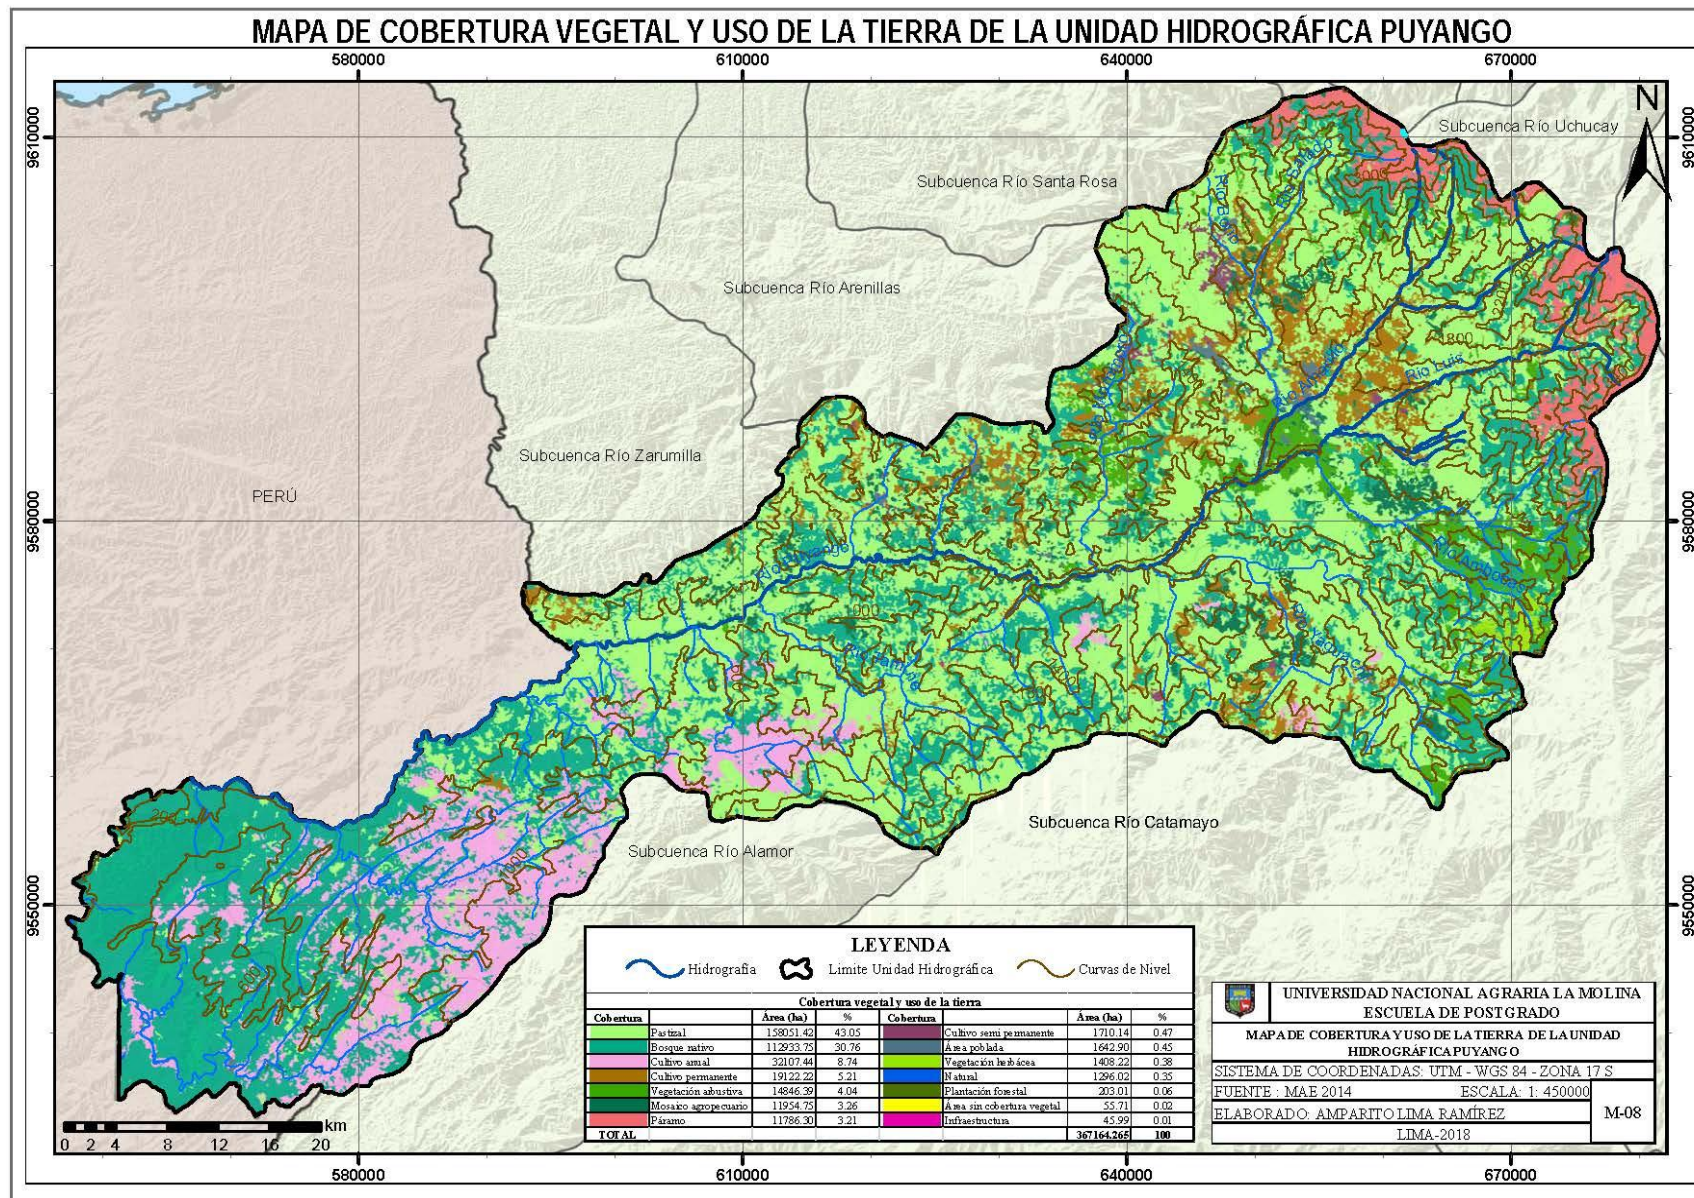 MAPA DE COBERTURA VEGETAL Y USO DE LA TIERRA DE LA UNIDAD HIDROGRÁFICA PUYANGO
580000 610000 640000 670000
9610000 9610000
N
Subcuenca Río Uchucay
Subcuenca Río Santa Rosa
Subcuenca Río Arenillas
1800
Río Luis
Río Amarillo
Subcuenca Río Zarumilla
PERÚ
9580000 9580000
Río Puyango
Río Ambocas
900
Subcuenca Río Catamayo
Subcuenca Río Alamor
9550000 9550000
600
LEYENDA
Hidrografía Limite Unidad Hidrográfica Curvas de Nivel
Cobertura vegetal y uso de la tierra
Cobertura Área (ha) % Cobertura Área (ha) %
Pastizal 158051.42 43.05 Cultivo semi permanente 1710.14 0.47
Bosque nativo 112933.75 30.76 Área poblada 1642.90 0.45
Cultivo anual 32107.44 8.74 Vegetación herbácea 1408.22 0.38
Cultivo permanente 19122.22 5.21 Natural 1296.02 0.35
Vegetación arbustiva 14846.39 4.04 Plantación forestal 203.01 0.06
Mosaico agropecuario 11954.75 3.26 Área sin cobertura vegetal 55.71 0.02
Páramo 11786.30 3.21 Infraestructura 45.99 0.01
TOTAL 367164.265 100
UNIVERSIDAD NACIONAL AGRARIA LA MOLINA
ESCUELA DE POSTGRADO
MAPA DE COBERTURA Y USO DE LA TIERRA DE LA UNIDAD
HIDROGRÁFICA PUYANGO
SISTEMA DE COORDENADAS: UTM - WGS 84 - ZONA 17 S
FUENTE : MAE 2014 ESCALA: 1: 450000
ELABORADO: AMPARITO LIMA RAMÍREZ
M-08
LIMA-2018
km
0 2 4 8 12 16 20
580000 610000 640000 670000